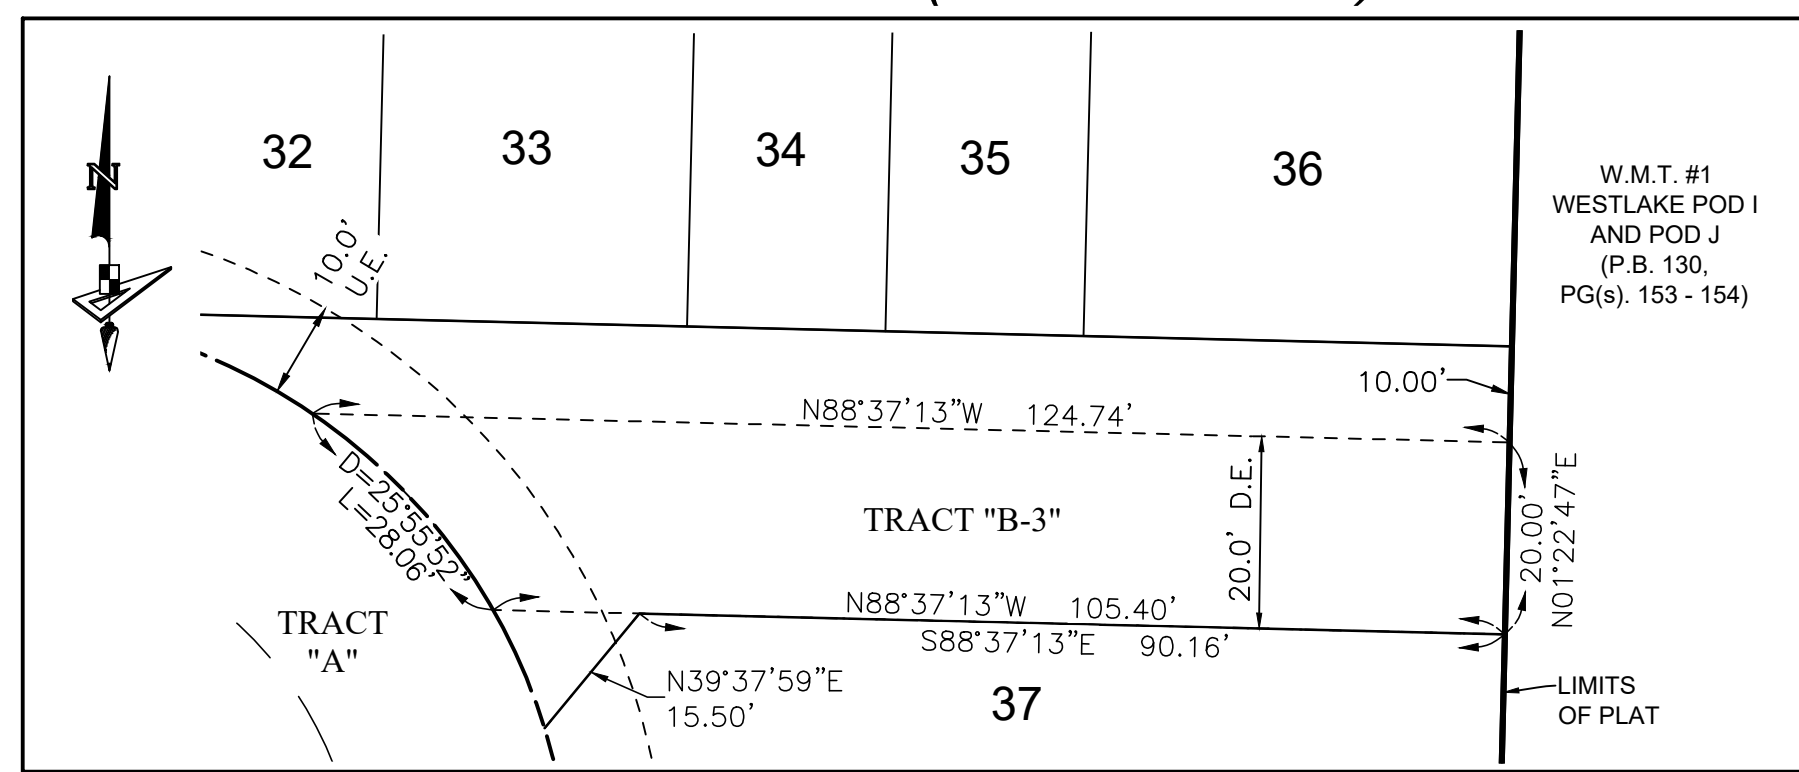 32
33
34
35
36
N
W.M.T. #1
WESTLAKE POD I
AND POD J
(P.B. 130,
PG(s). 153 - 154)
10.0’
U.E.
10.00’
N88°37’13”W 124.74’
D=25°55’52”
L=28.06’
TRACT "B-3"
20.0’ D.E.
20.00’
N01°22’47”E
N88°37’13”W 105.40’
S88°37’13”E 90.16’
TRACT
"A"
N39°37’59”E
15.50’
37
LIMITS
OF PLAT